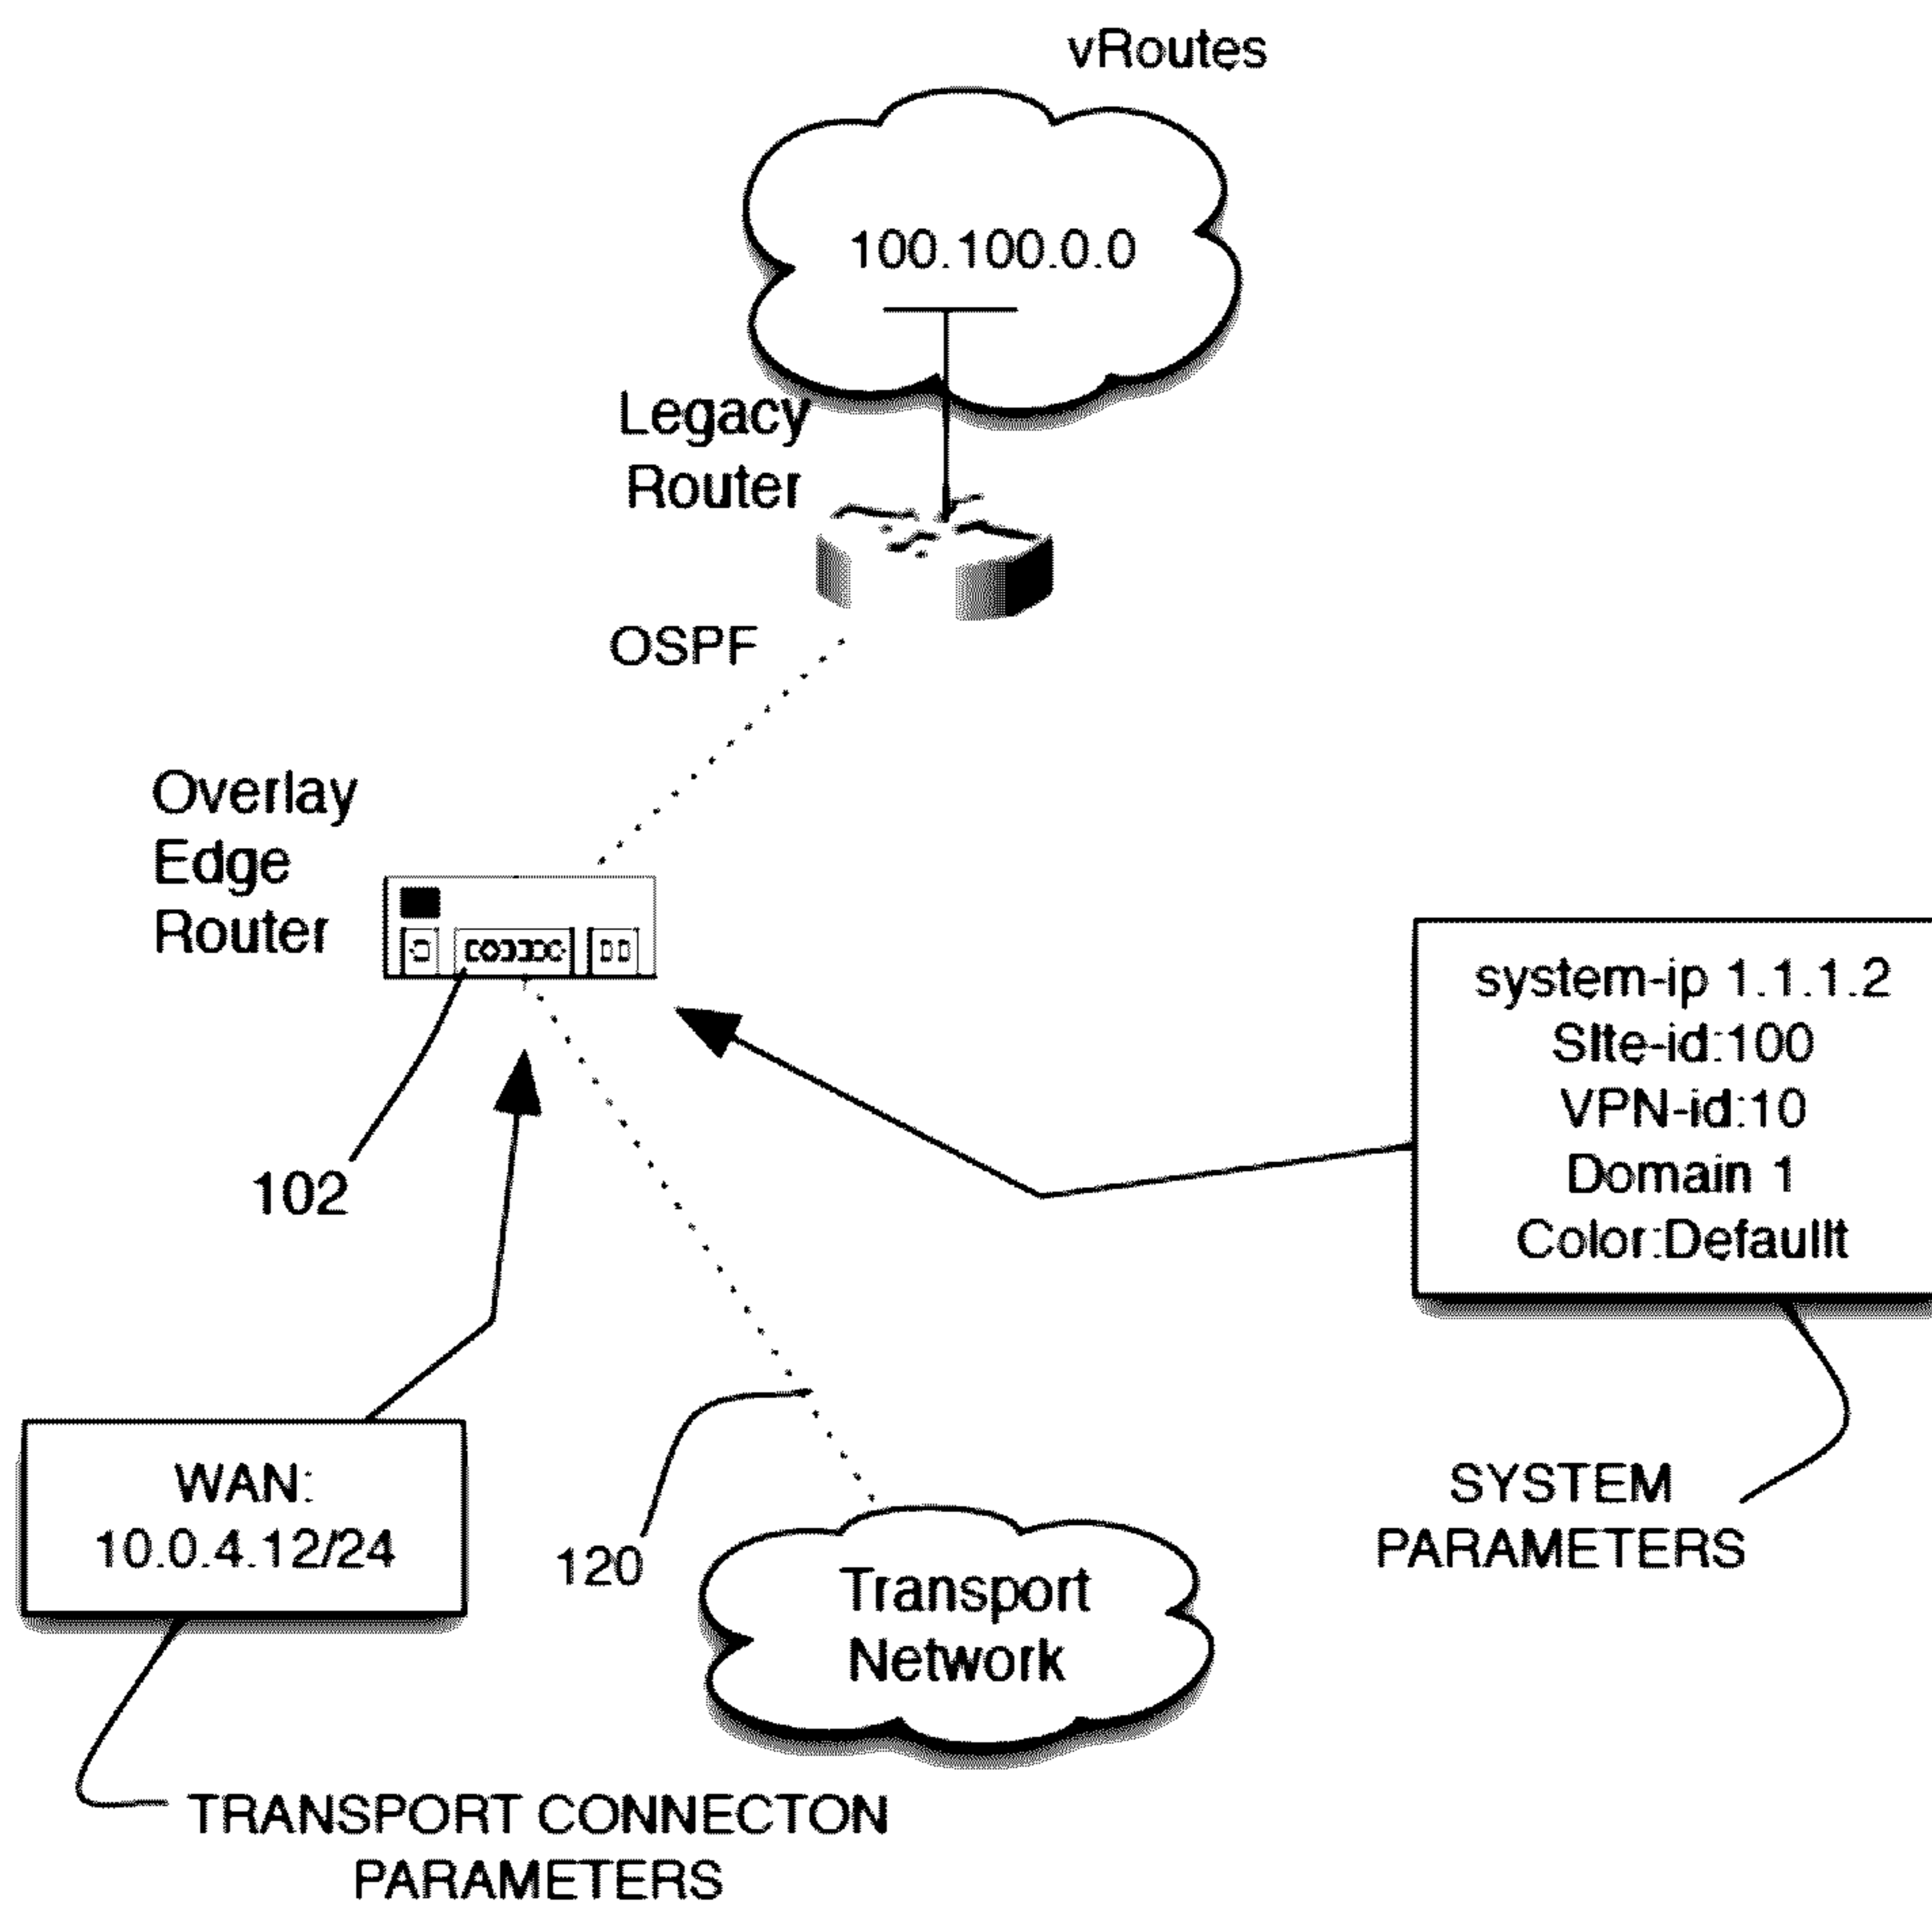 vRoutes
100.100.0.0
Legacy
Router
OSPF
Overlay
Edge
Router
system-ip 1.1.1.2
SIte-id:100
VPN-id:10
Domain 1
Color:Defaullt
102
WAN:
10.0.4.12/24
120
Transport
Network
SYSTEM
PARAMETERS
TRANSPORT CONNECTON
PARAMETERS